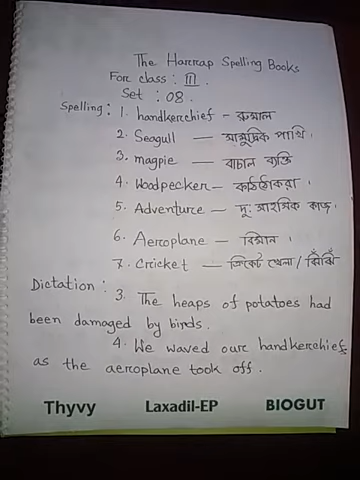 The Harrap Spelling Books
For class : III
Set : 08.
Spelling : 1. handkerchief - রুমাল
2. Seagull — সামুদ্রিক পাখি।
3. magpie — বাচাল ব্যক্তি
4. Woodpecker - কাঠঠোকরা ।
5. Adventure - দু: সাহসিক কাজ.
6. Aeroplane — বিমান ।
7. Cricket — ক্রিকেট খেলা / ঝিঁঝিঁ
Dictation : 3. The heaps of potatoes had
been damaged by birds.
4. We waved our handkerchiefs
as the aeroplane took off.
Thyvy Laxadil-EP BIOGUT